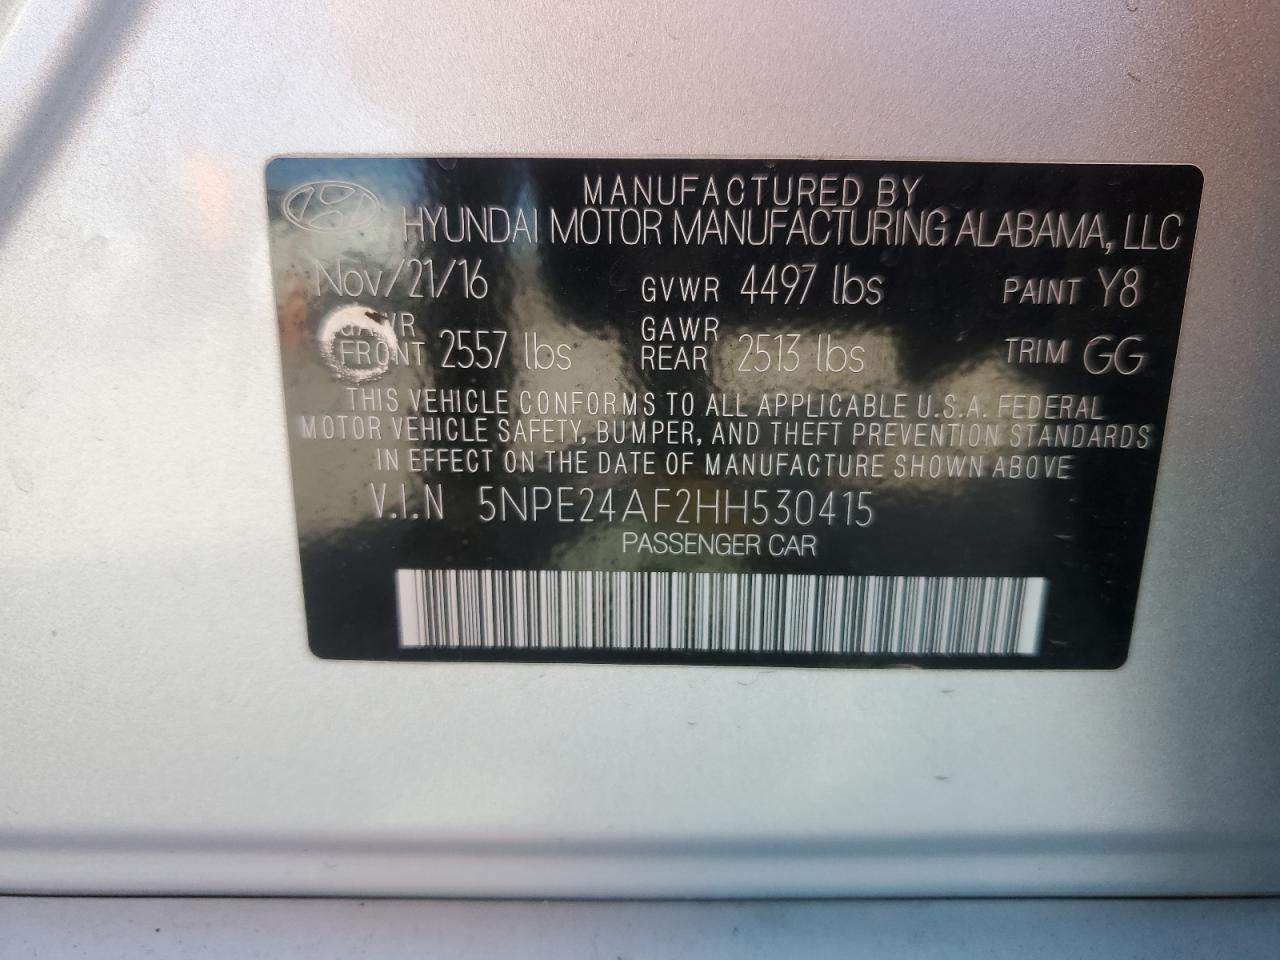 MANUFACTURED BY
HYUNDAI MOTOR MANUFACTURING ALABAMA, LLC
Nov/21/16 GVWR 4497 lbs PAINT Y8
GAWR FRONT 2557 lbs GAWR REAR 2513 lbs TRIM GG
THIS VEHICLE CONFORMS TO ALL APPLICABLE U.S.A. FEDERAL
MOTOR VEHICLE SAFETY, BUMPER, AND THEFT PREVENTION STANDARDS
IN EFFECT ON THE DATE OF MANUFACTURE SHOWN ABOVE
V.I.N 5NPE24AF2HH530415
PASSENGER CAR